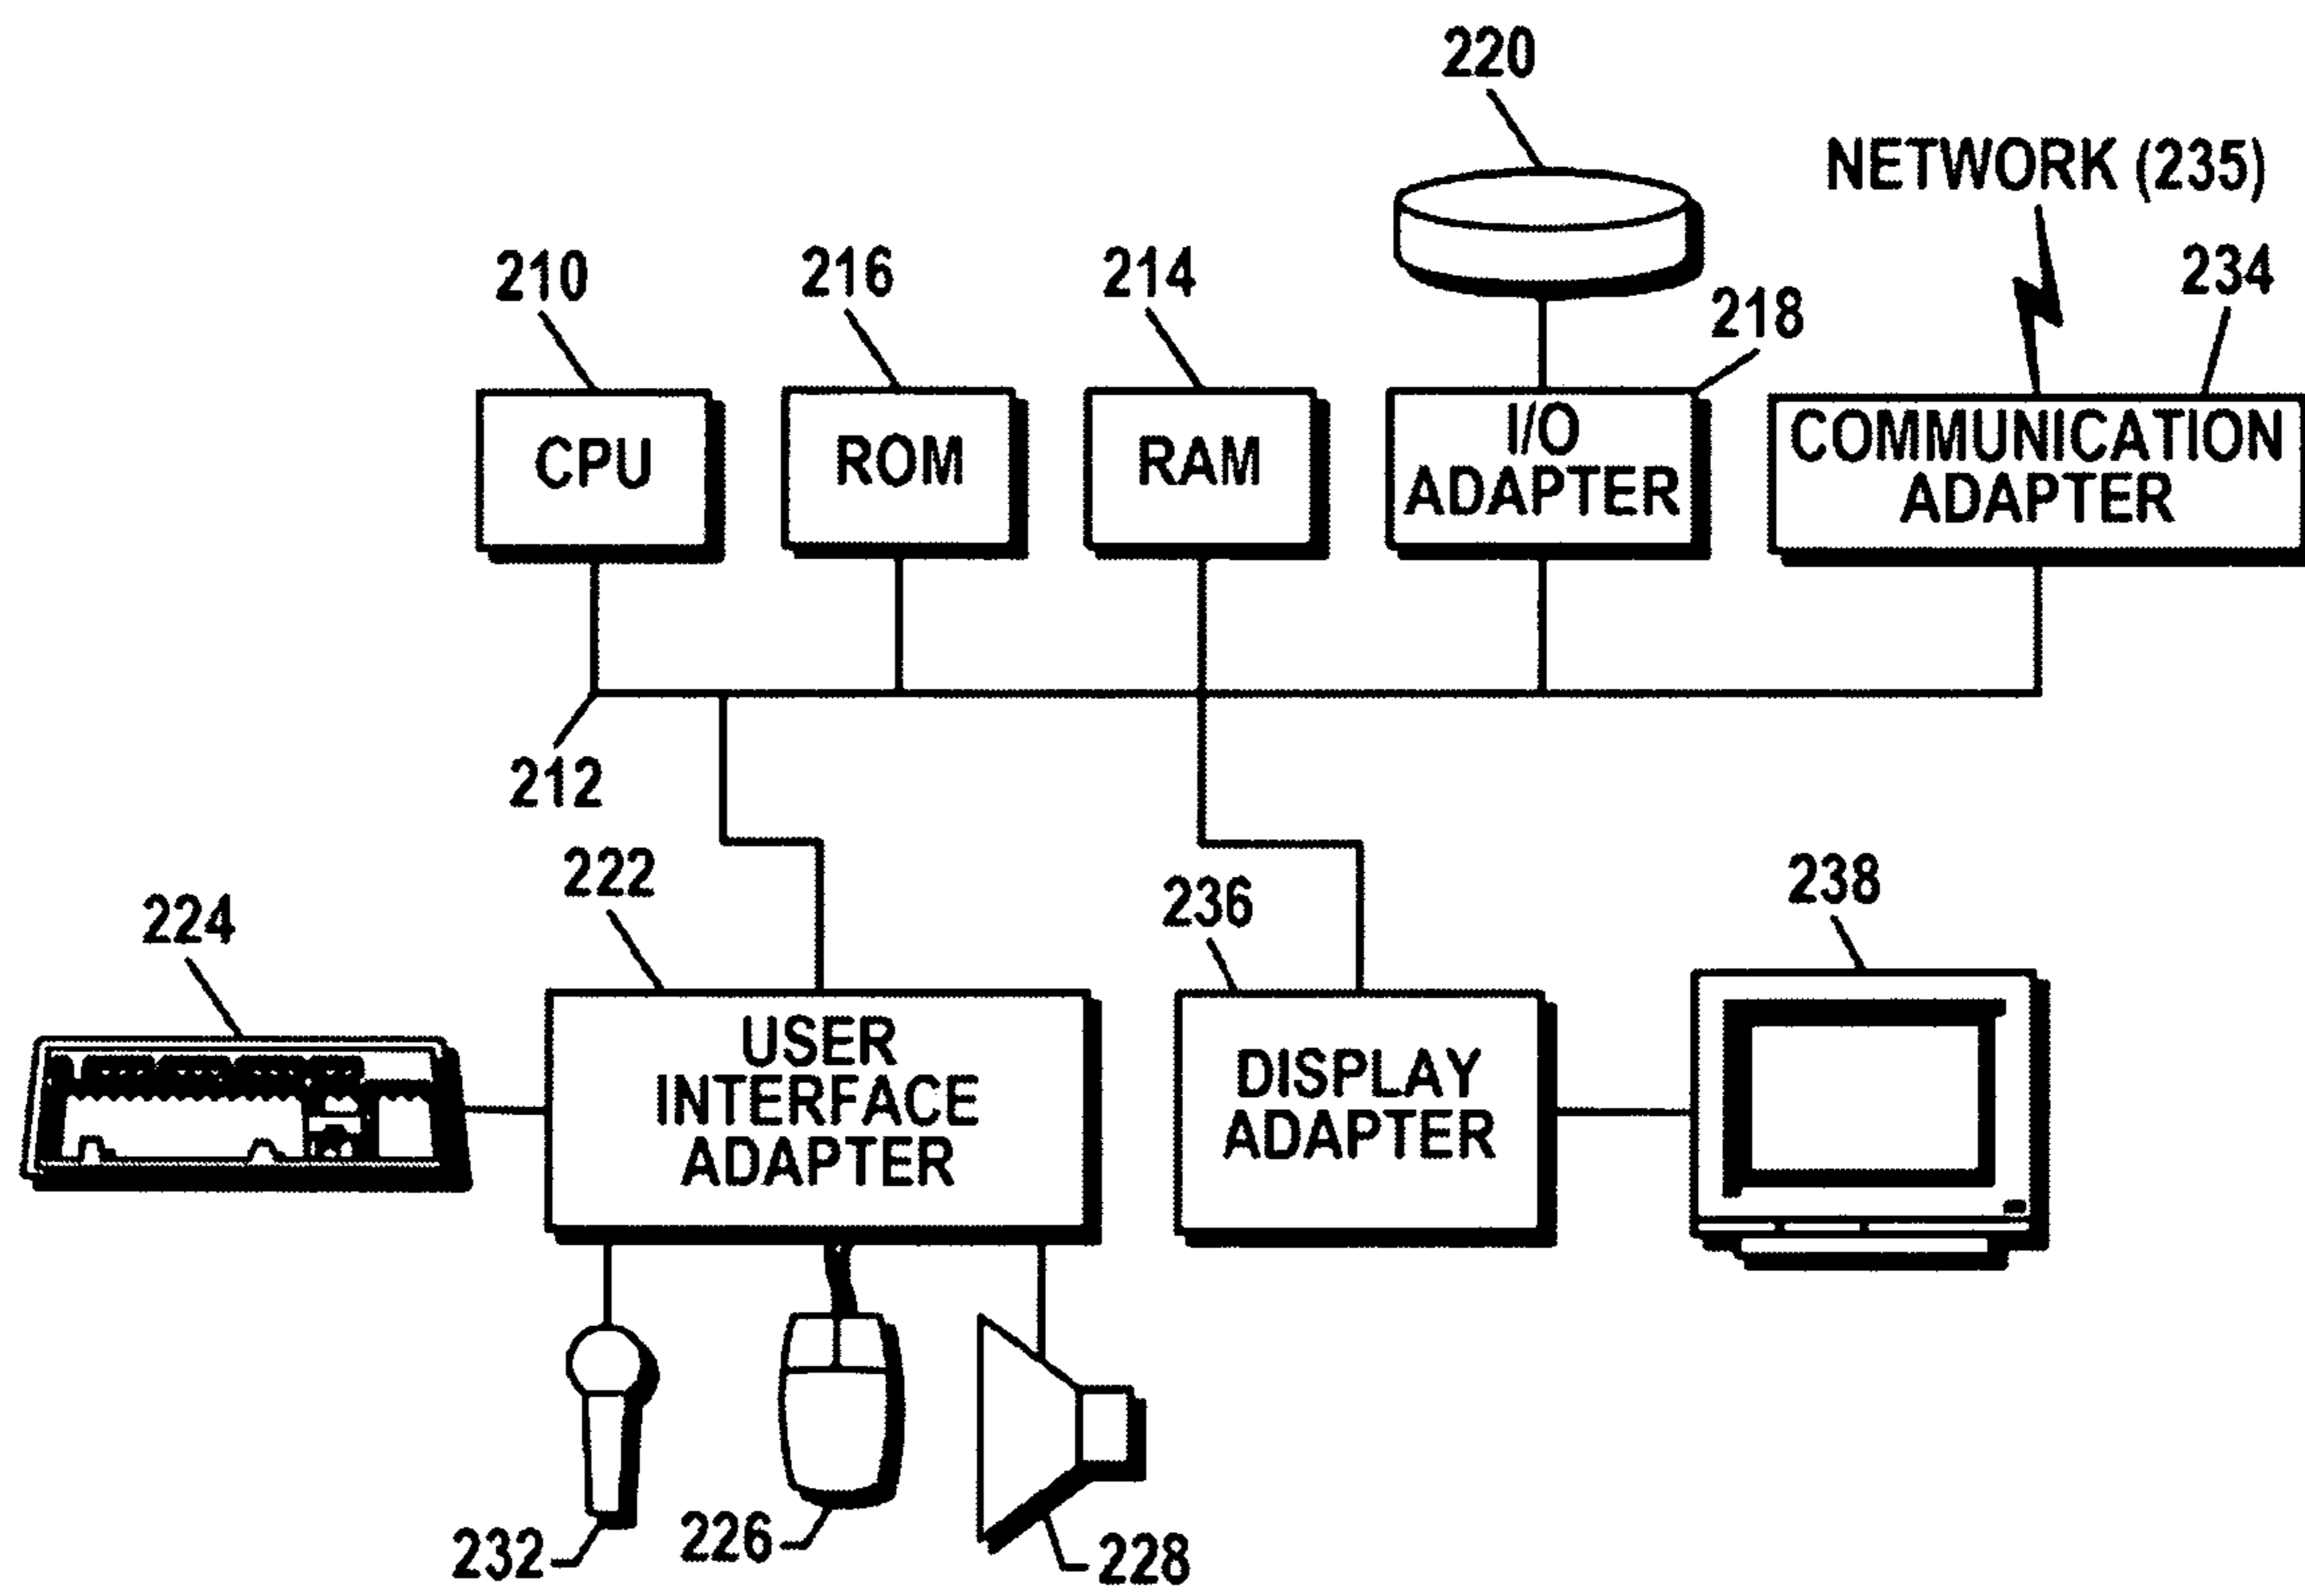 220
NETWORK (235)
210
216
214
218
234
CPU
ROM
RAM
I/O
ADAPTER
COMMUNICATION
ADAPTER
212
222
224
236
238
USER
INTERFACE
ADAPTER
DISPLAY
ADAPTER
232
226
228